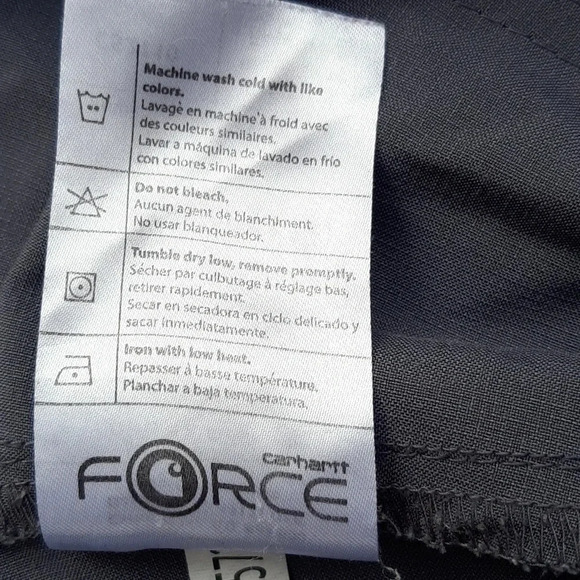 Machine wash cold with like
colors.
Lavage en machine à froid avec
des couleurs similaires.
Lavar a máquina de lavado en frío
con colores similares.
Do not bleach.
Aucun agent de blanchiment.
No usar blanqueador.
Tumble dry low, remove promptly.
Sécher par culbutage à réglage bas,
retirer rapidement.
Secar en secadora en ciclo delicado y
sacar inmediatamente.
Iron with low heat.
Repasser à basse température.
Planchar a baja temperatura.
carhartt
FORCE